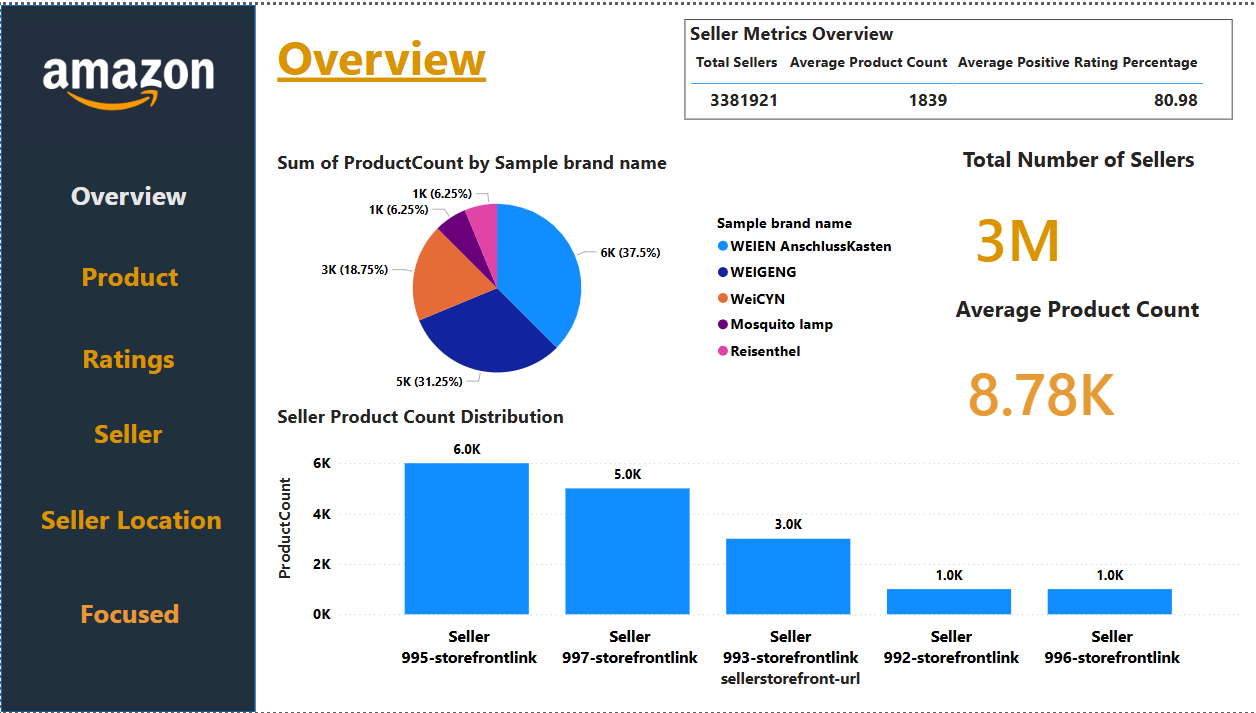 amazon
Overview
Product
Ratings
Seller
Seller Location
Focused
Overview
Seller Metrics Overview
Total Sellers Average Product Count Average Positive Rating Percentage
3381921 1839 80.98
Sum of ProductCount by Sample brand name
1K (6.25%)
1K (6.25%)
3K (18.75%)
6K (37.5%)
5K (31.25%)
Sample brand name
WEIEN AnschlussKasten
WEIGENG
WeiCYN
Mosquito lamp
Reisenthel
Total Number of Sellers
3M
Average Product Count
8.78K
Seller Product Count Distribution
ProductCount
6K
4K
2K
0K
6.0K
5.0K
3.0K
1.0K
1.0K
Seller Seller Seller Seller Seller
995-storefrontlink 997-storefrontlink 993-storefrontlink 992-storefrontlink 996-storefrontlink
sellerstorefront-url